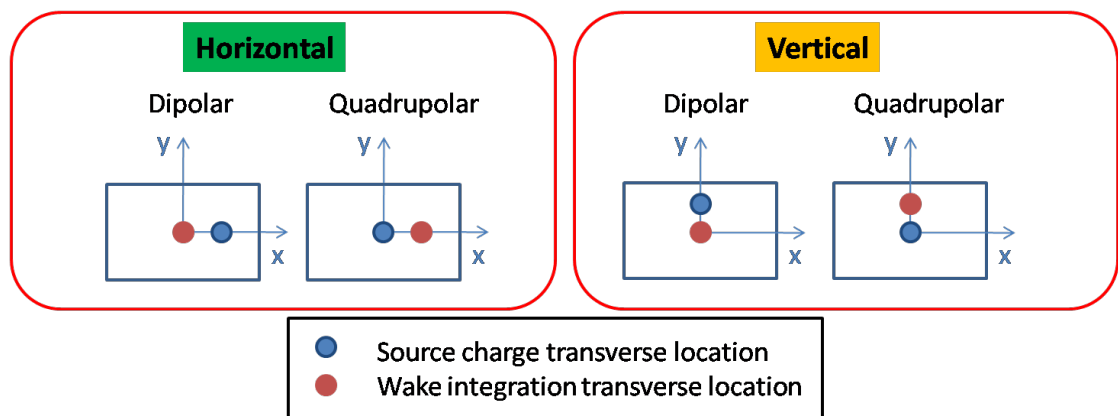 Horizontal
Dipolar
Quadrupolar
y
x
y
x
Vertical
Dipolar
Quadrupolar
y
x
y
x
Source charge transverse location
Wake integration transverse location